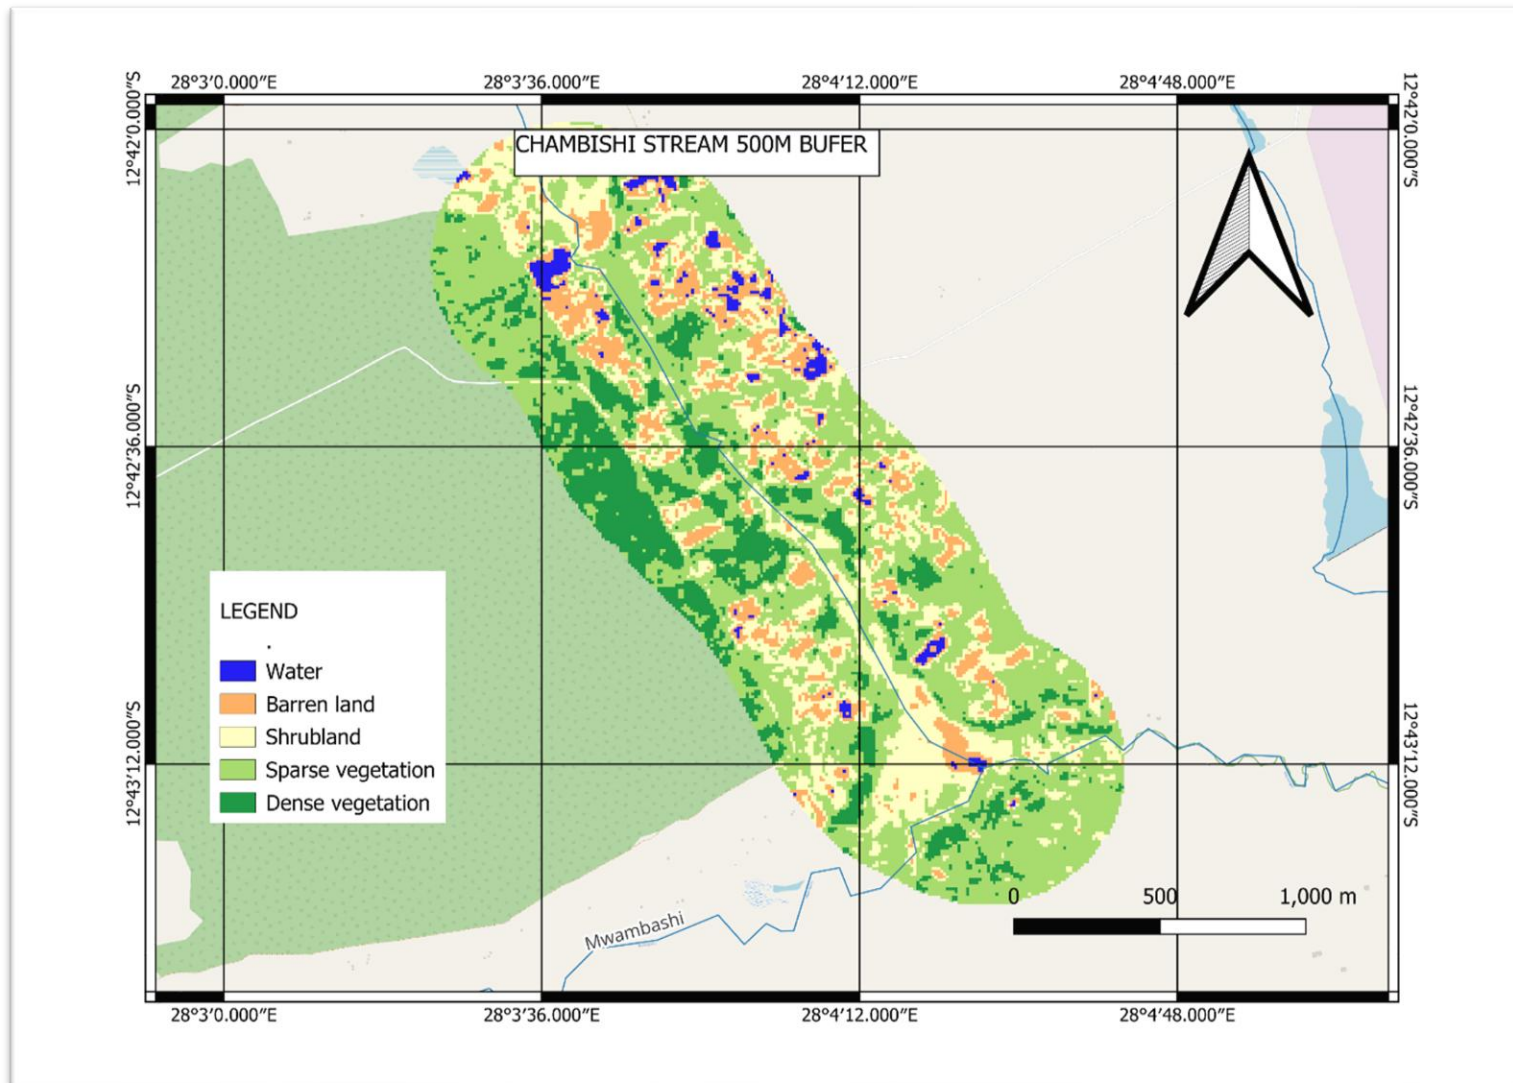 28°3′0.000″E 28°3′36.000″E 28°4′12.000″E 28°4′48.000″E
12°42′0.000″S
12°42′0.000″S
CHAMBISHI STREAM 500M BUFER
12°42′36.000″S
12°42′36.000″S
LEGEND
.
Water
Barren land
Shrubland
Sparse vegetation
Dense vegetation
12°43′12.000″S
12°43′12.000″S
0 500 1,000 m
Mwambashi
28°3′0.000″E 28°3′36.000″E 28°4′12.000″E 28°4′48.000″E